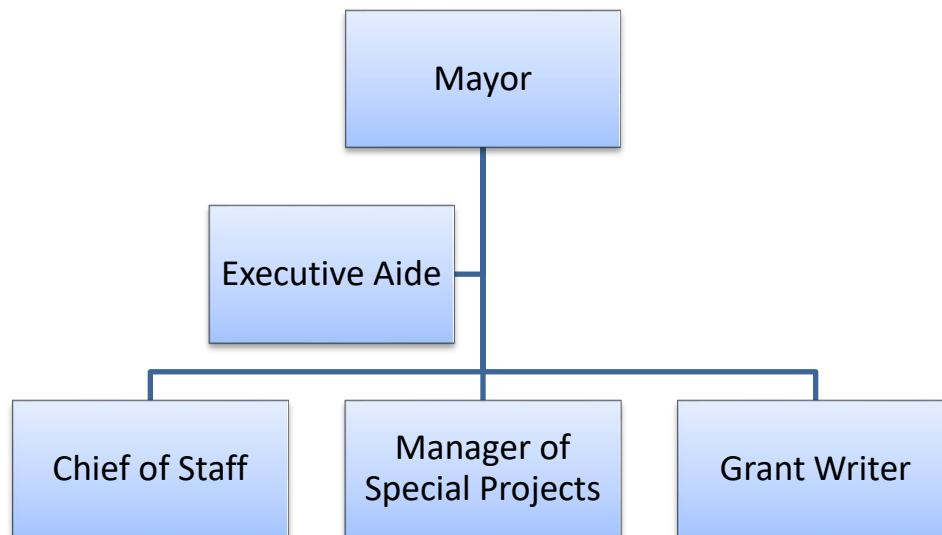 Mayor
Executive Aide
Chief of Staff
Manager of
Special Projects
Grant Writer